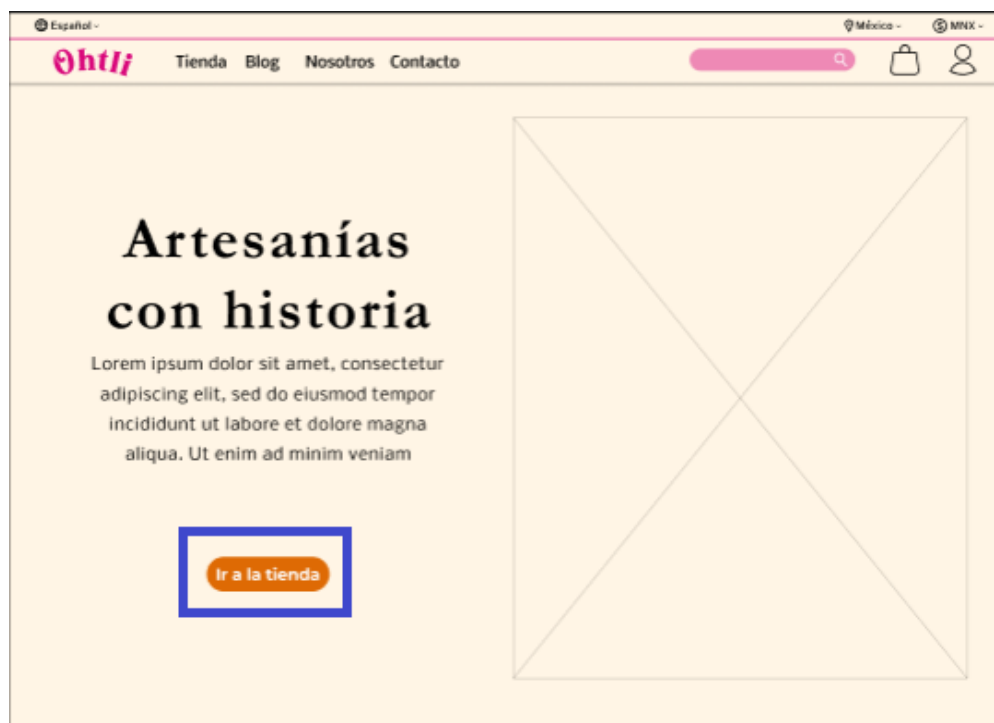 Español
México
MNX
Ohtli
Tienda Blog Nosotros Contacto
Artesanías
con historia
Lorem ipsum dolor sit amet, consectetur
adipiscing elit, sed do eiusmod tempor
incididunt ut labore et dolore magna
aliqua. Ut enim ad minim veniam
Ir a la tienda